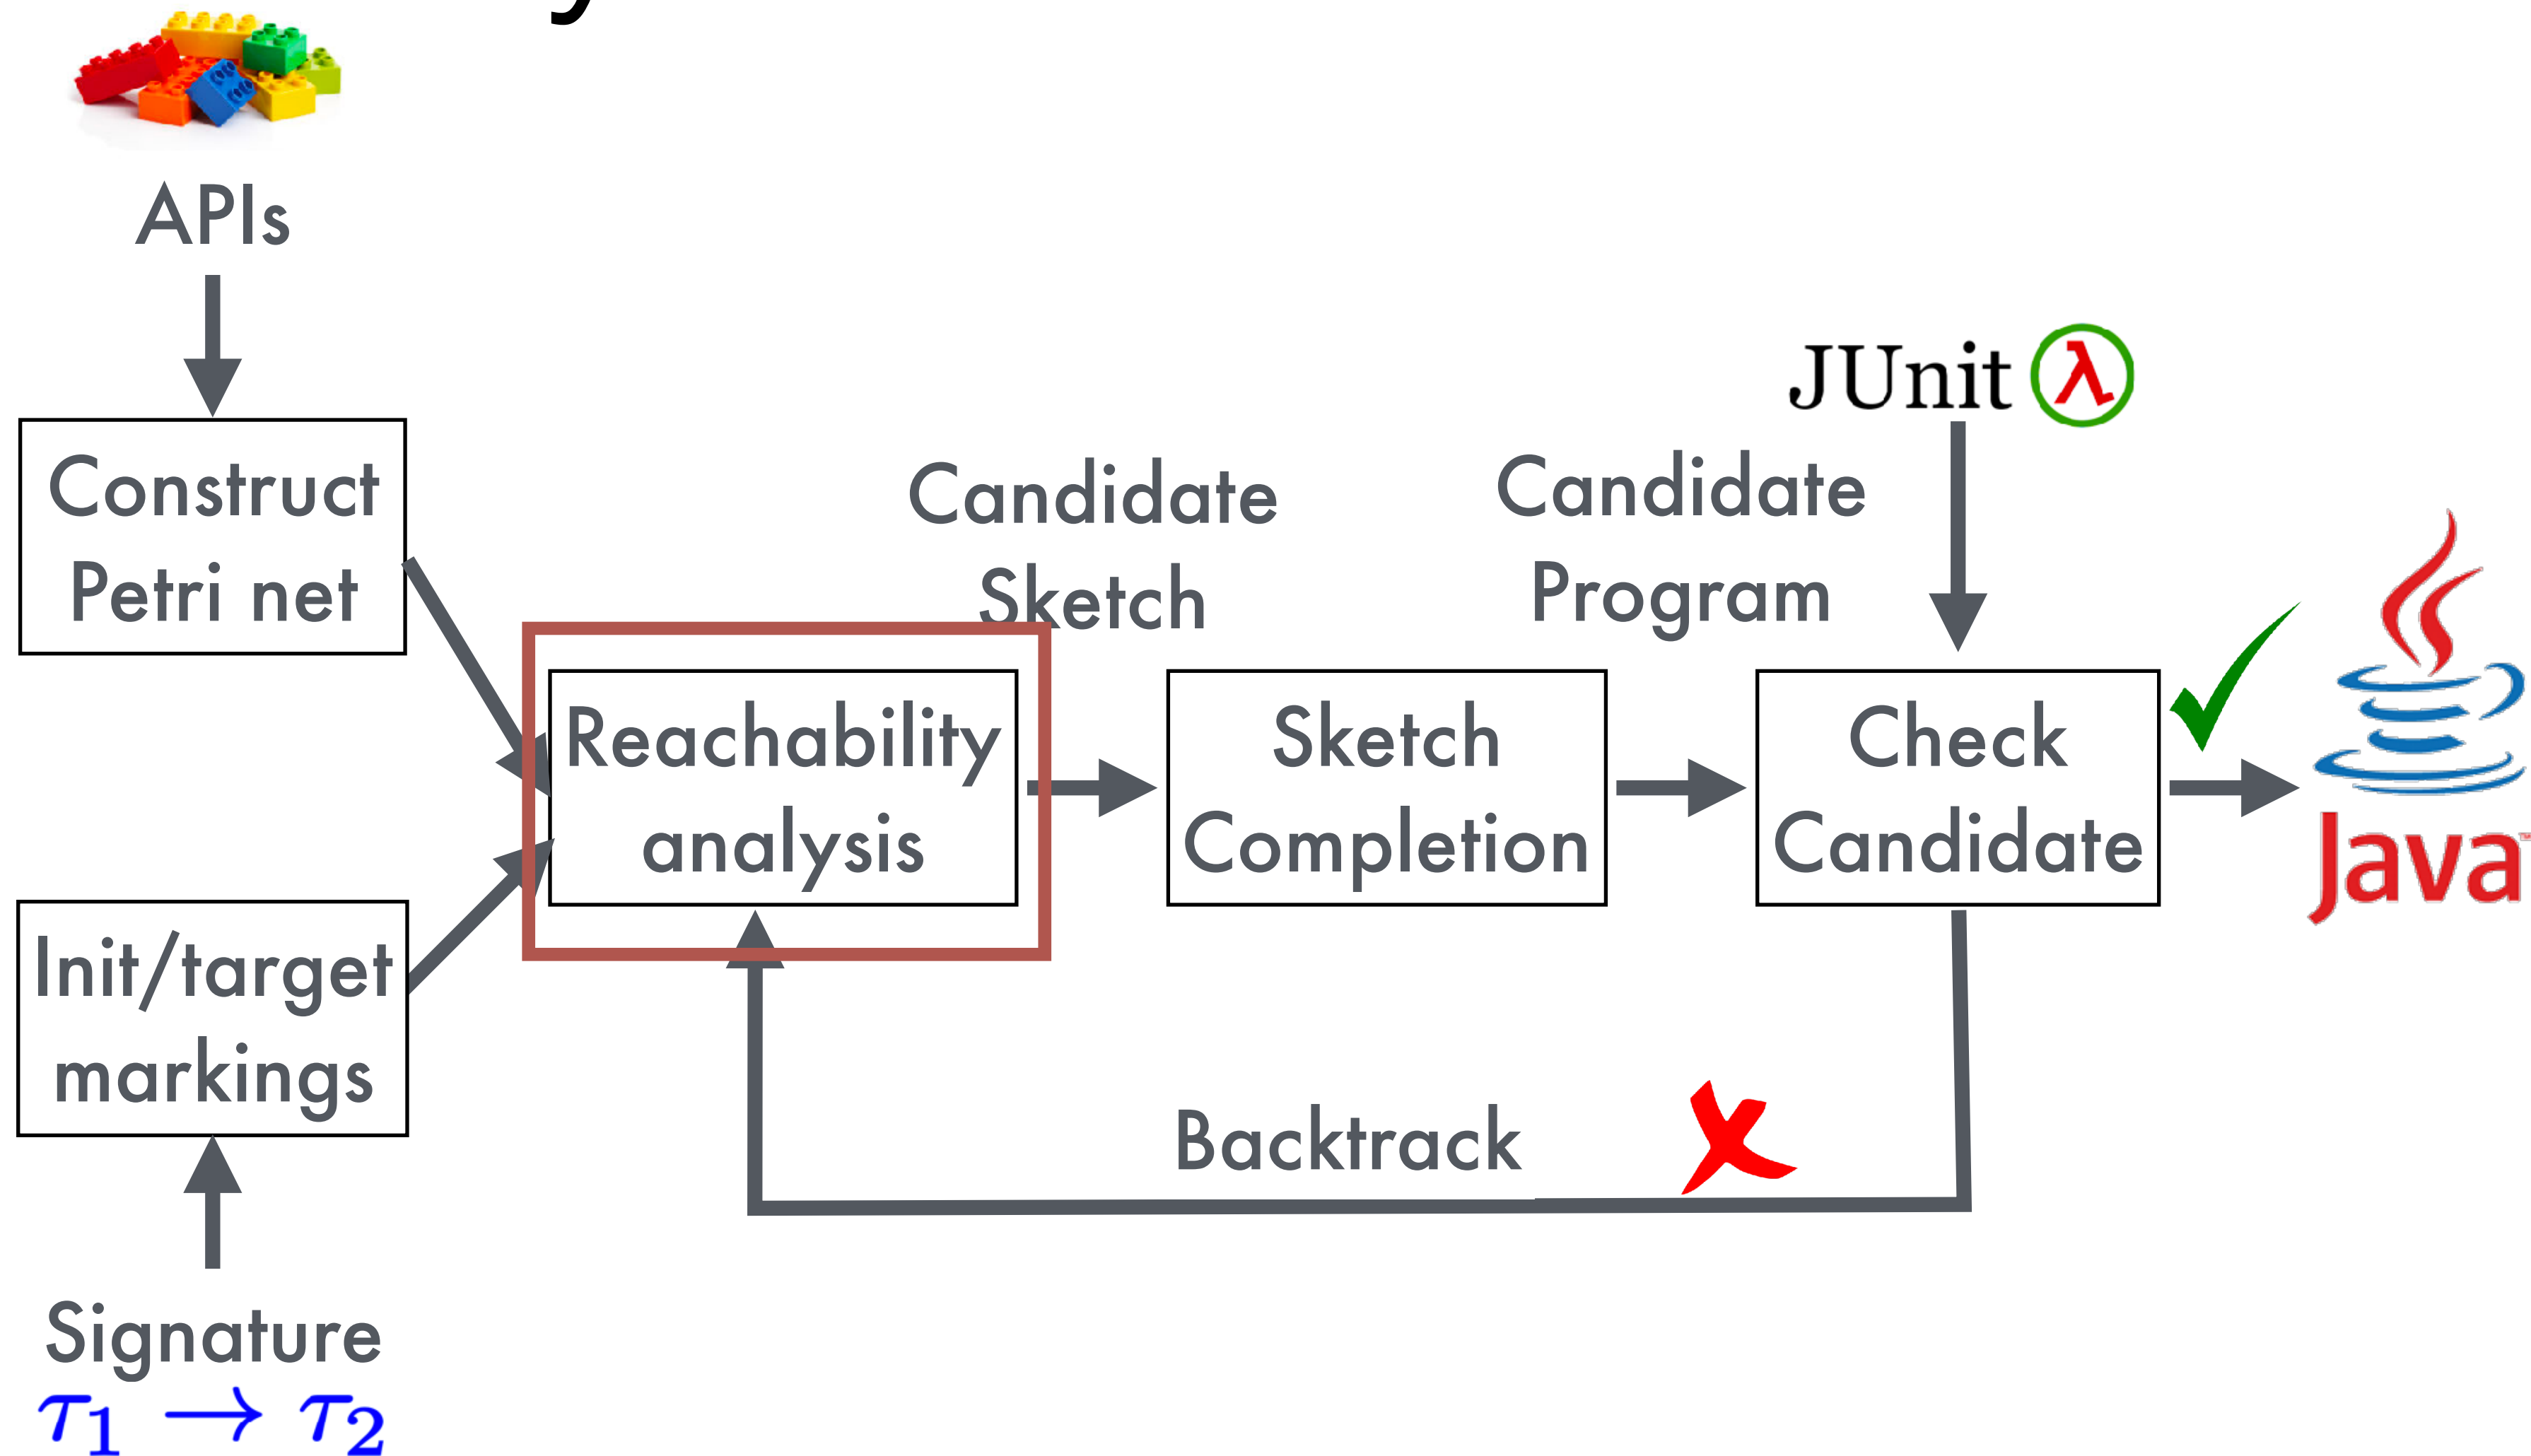 APIs
Construct
Petri net
Init/target
markings
Signature
τ1 → τ2
Candidate
Sketch
Reachability
analysis
Sketch
Completion
Candidate
Program
JUnit λ
Check
Candidate
Backtrack
Java™